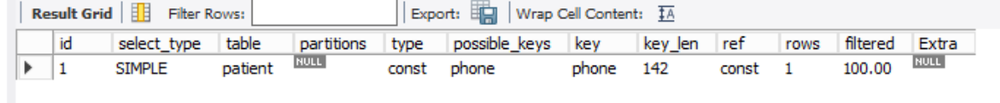 Result Grid Filter Rows: Export: Wrap Cell Content: IA
id select_type table partitions type possible_keys key key_len ref rows filtered Extra
1 SIMPLE patient NULL const phone phone 142 const 1 100.00 NULL